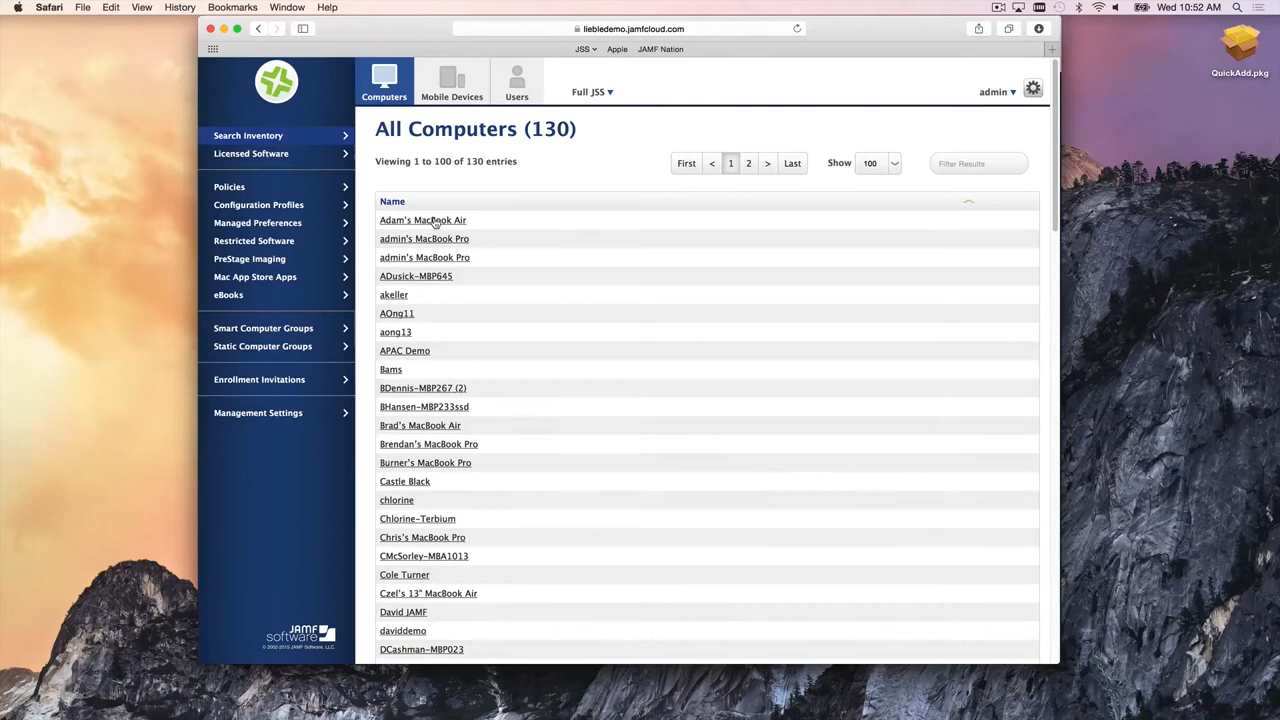 Safari File Edit View History Bookmarks Window Help Wed 10:52 AM
liebledemo.jamfcloud.com
JSS Apple JAMF Nation
QuickAdd.pkg
Computers Mobile Devices Users Full JSS admin
Search Inventory
Licensed Software
Policies
Configuration Profiles
Managed Preferences
Restricted Software
PreStage Imaging
Mac App Store Apps
eBooks
Smart Computer Groups
Static Computer Groups
Enrollment Invitations
Management Settings
JAMF
software
© 2002-2015 JAMF Software, LLC.
All Computers (130)
Viewing 1 to 100 of 130 entries First < 1 2 > Last Show 100 Filter Results
Name
Adam's MacBook Air
admin's MacBook Pro
admin's MacBook Pro
ADusick-MBP645
akeller
AOng11
aong13
APAC Demo
Bams
BDennis-MBP267 (2)
BHansen-MBP233ssd
Brad's MacBook Air
Brendan's MacBook Pro
Burner's MacBook Pro
Castle Black
chlorine
Chlorine-Terbium
Chris's MacBook Pro
CMcSorley-MBA1013
Cole Turner
Czel's 13" MacBook Air
David JAMF
daviddemo
DCashman-MBP023